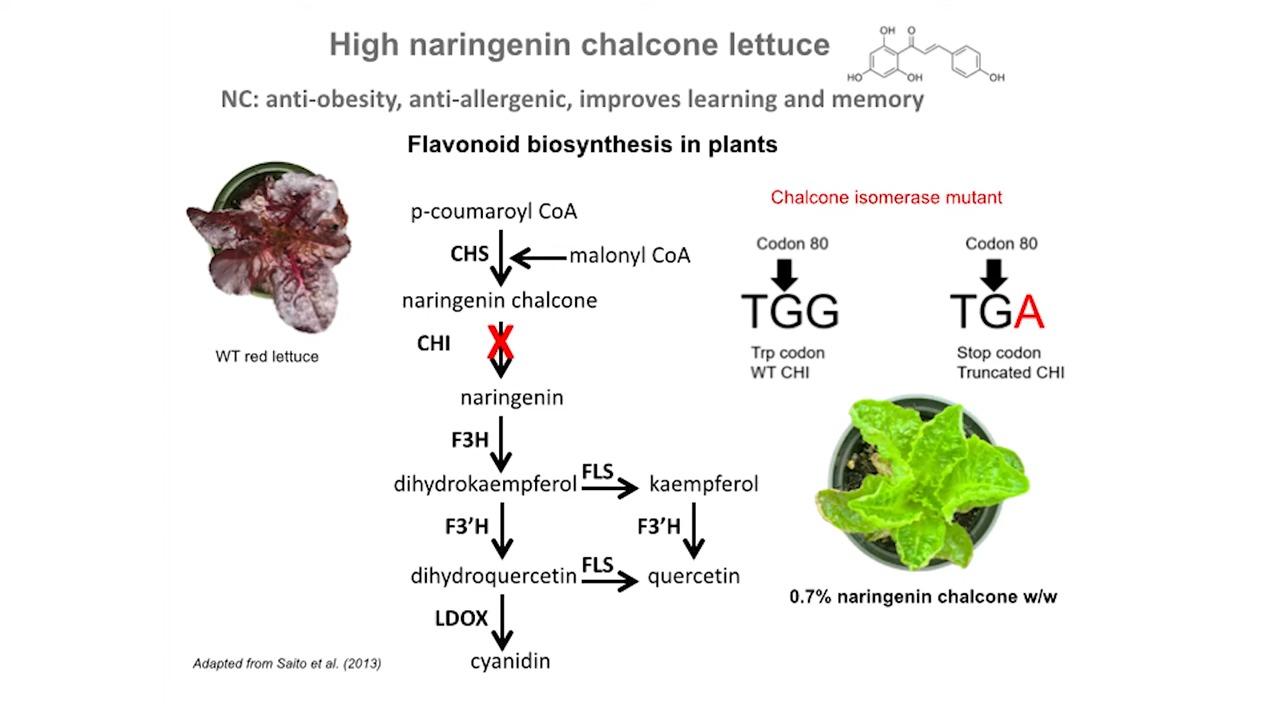 High naringenin chalcone lettuce
OH
O
HO
OH
OH
NC: anti-obesity, anti-allergenic, improves learning and memory
Flavonoid biosynthesis in plants
WT red lettuce
p-coumaroyl CoA
CHS
malonyl CoA
naringenin chalcone
CHI
X
naringenin
F3H
dihydrokaempferol
FLS
kaempferol
F3’H
F3’H
dihydroquercetin
FLS
quercetin
LDOX
cyanidin
Chalcone isomerase mutant
Codon 80
TGG
Trp codon
WT CHI
Codon 80
TGA
Stop codon
Truncated CHI
0.7% naringenin chalcone w/w
Adapted from Saito et al. (2013)